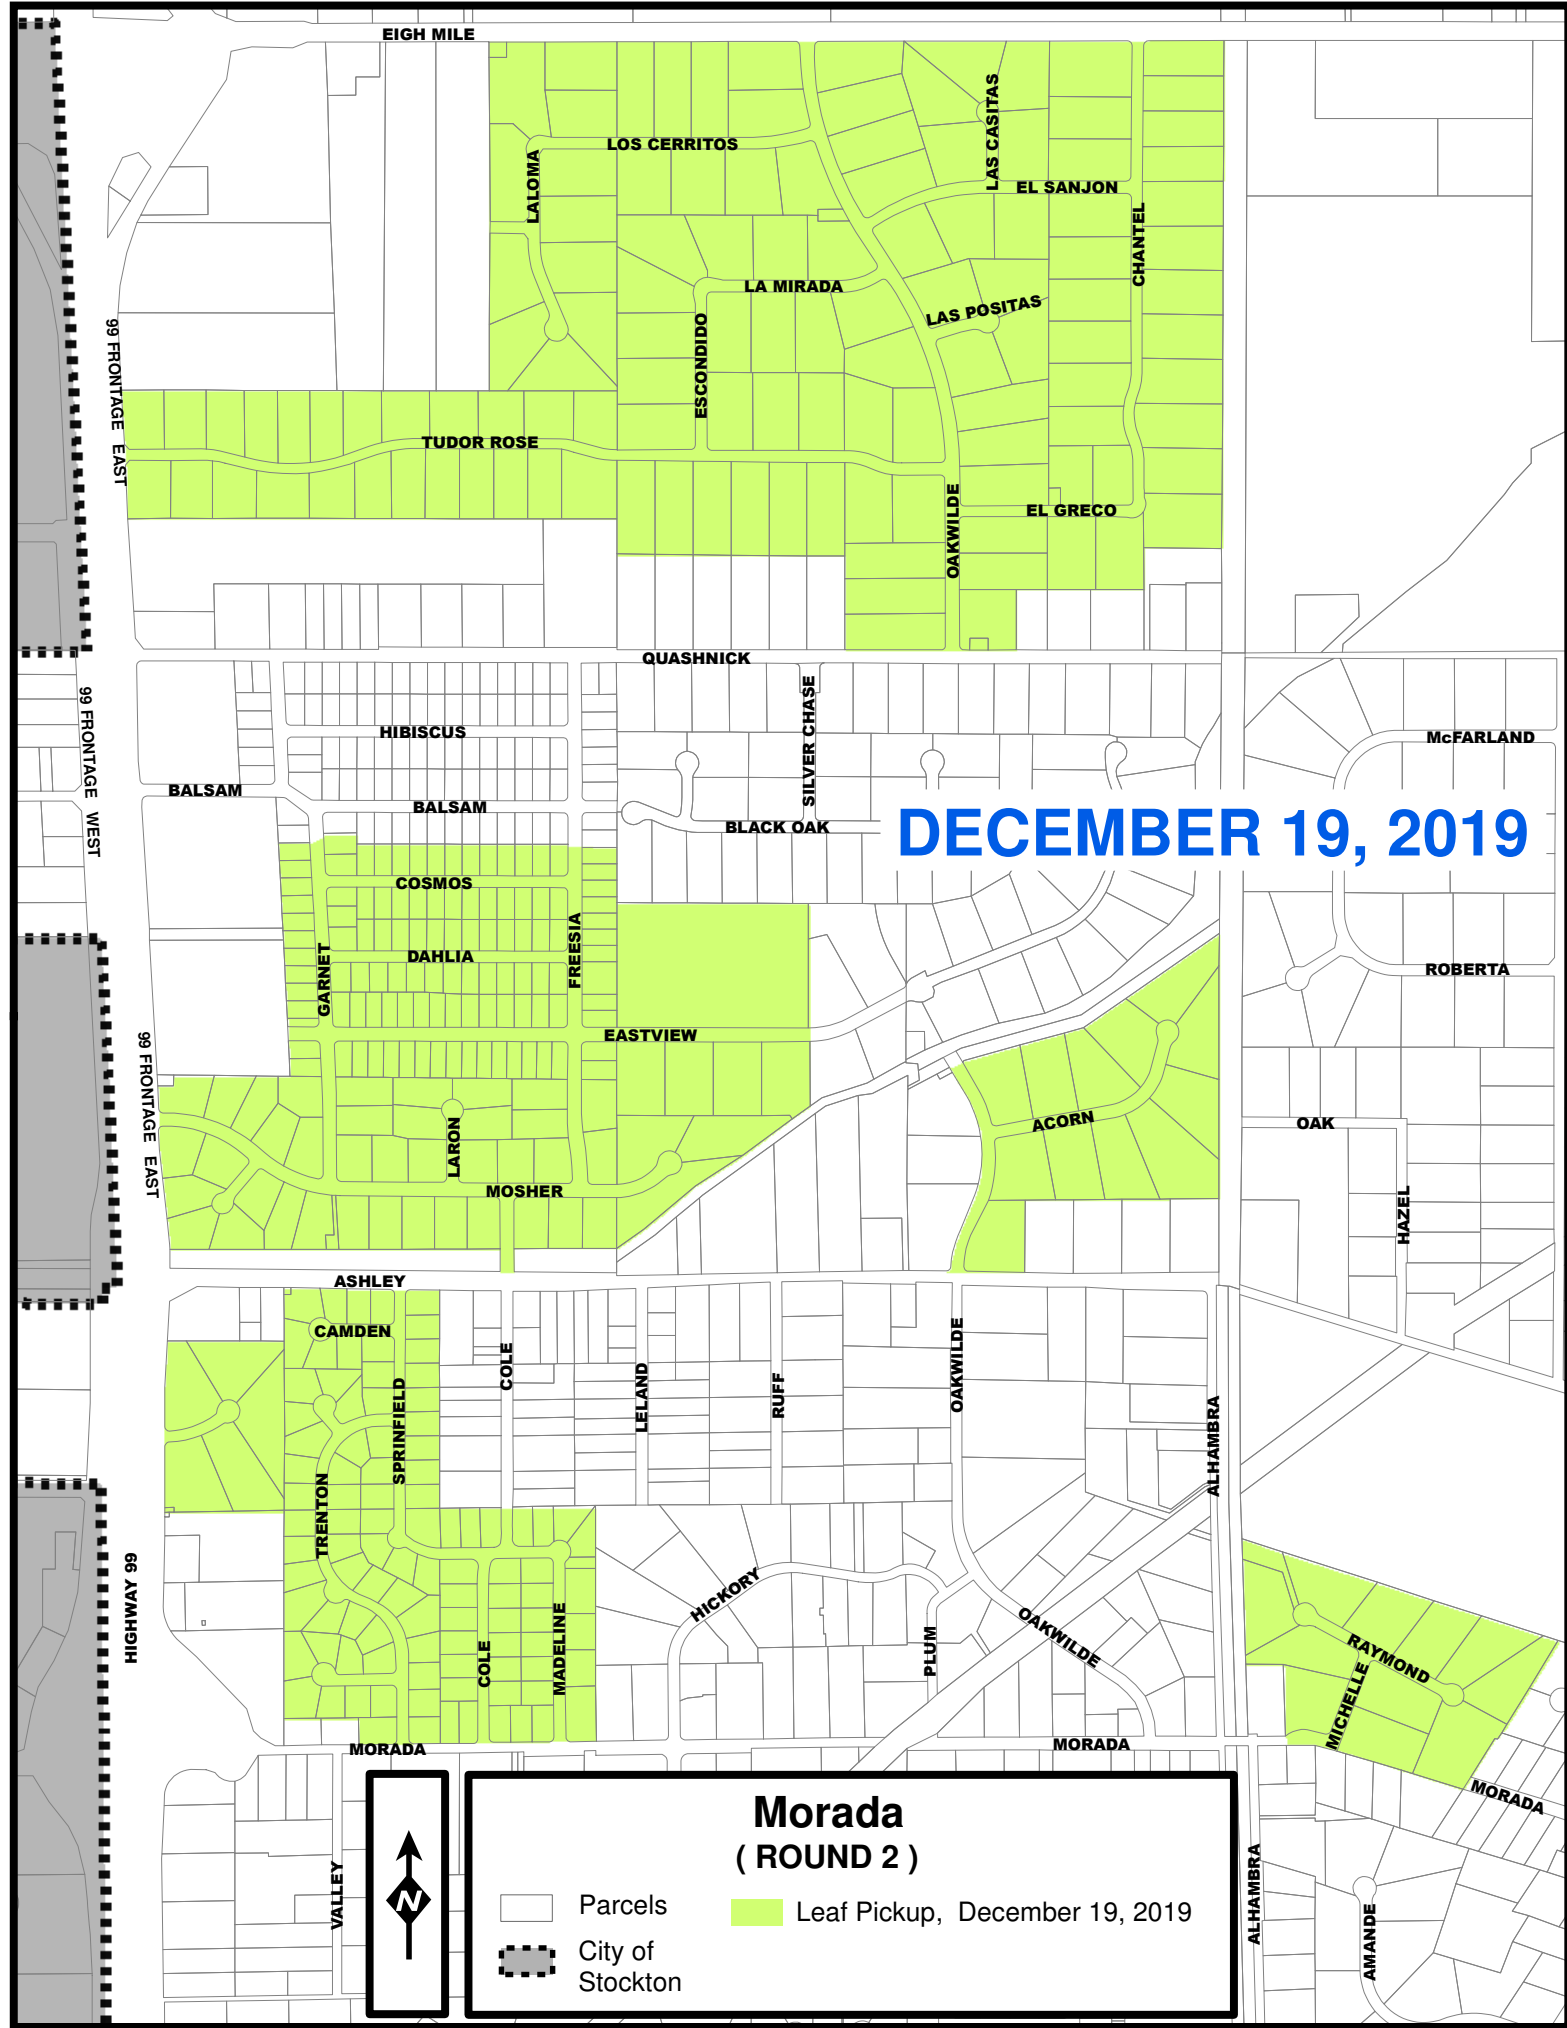 EIGH MILE
LAS CASITAS
LOS CERRITOS
LALOMA
EL SANJON
CHANTEL
LA MIRADA
LAS POSITAS
99 FRONTAGE EAST
ESCONDIDO
TUDOR ROSE
OAKWILDE
EL GRECO
QUASHNICK
99 FRONTAGE WEST
SILVER CHASE
HIBISCUS
McFARLAND
BALSAM
BALSAM
BLACK OAK
DECEMBER 19, 2019
COSMOS
FREESIA
GARNET
DAHLIA
ROBERTA
EASTVIEW
99 FRONTAGE EAST
LARON
ACORN
OAK
MOSHER
HAZEL
ASHLEY
CAMDEN
COLE
OAKWILDE
SPRINFIELD
LELAND
RUFF
ALHAMBRA
TRENTON
HIGHWAY 99
HICKORY
MADELINE
COLE
PLUM
OAKWILDE
RAYMOND
MICHELLE
MORADA
MORADA
MORADA
VALLEY
ALHAMBRA
AMANDE
N
Morada
( ROUND 2 )
Parcels
Leaf Pickup, December 19, 2019
City of
Stockton